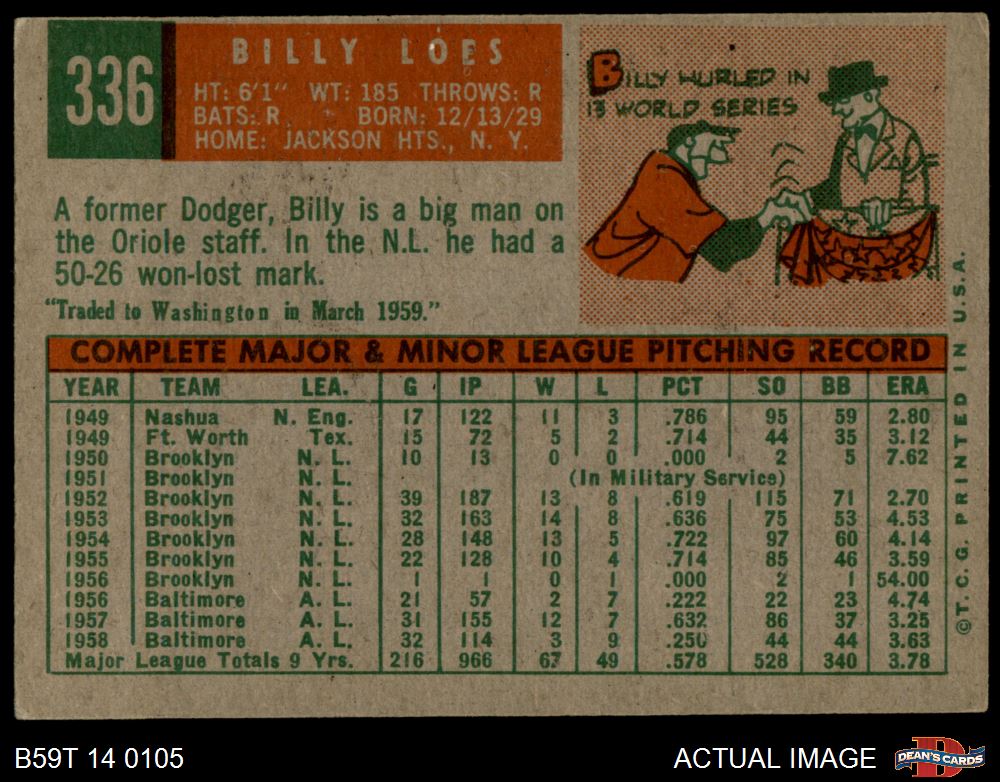 336
BILLY LOES
HT: 6'1" WT: 185 THROWS: R
BATS: R BORN: 12/13/29
HOME: JACKSON HTS., N. Y.
BILLY HURLED IN
13 WORLD SERIES
A former Dodger, Billy is a big man on
the Oriole staff. In the N.L. he had a
50-26 won-lost mark.
"Traded to Washington in March 1959."
COMPLETE MAJOR & MINOR LEAGUE PITCHING RECORD
YEAR TEAM LEA. G IP W L PCT SO BB ERA
1949 Nashua N. Eng. 17 122 11 3 .786 95 59 2.80
1949 Ft. Worth Tex. 15 72 5 2 .714 44 35 3.12
1950 Brooklyn N. L. 10 13 0 0 .000 2 5 7.62
1951 Brooklyn N. L. (In Military Service)
1952 Brooklyn N. L. 39 187 13 8 .619 115 71 2.70
1953 Brooklyn N. L. 32 163 14 8 .636 75 53 4.53
1954 Brooklyn N. L. 28 148 13 5 .722 97 60 4.14
1955 Brooklyn N. L. 22 128 10 4 .714 85 46 3.59
1956 Brooklyn N. L. 1 1 0 1 .000 2 1 54.00
1956 Baltimore A. L. 21 57 2 7 .222 22 23 4.74
1957 Baltimore A. L. 31 155 12 7 .632 86 37 3.25
1958 Baltimore A. L. 32 114 3 9 .250 44 44 3.63
Major League Totals 9 Yrs. 216 966 67 49 .578 528 340 3.78
©T. C. G. PRINTED IN U.S.A.
B59T 14 0105
ACTUAL IMAGE
D
DEAN'S CARDS